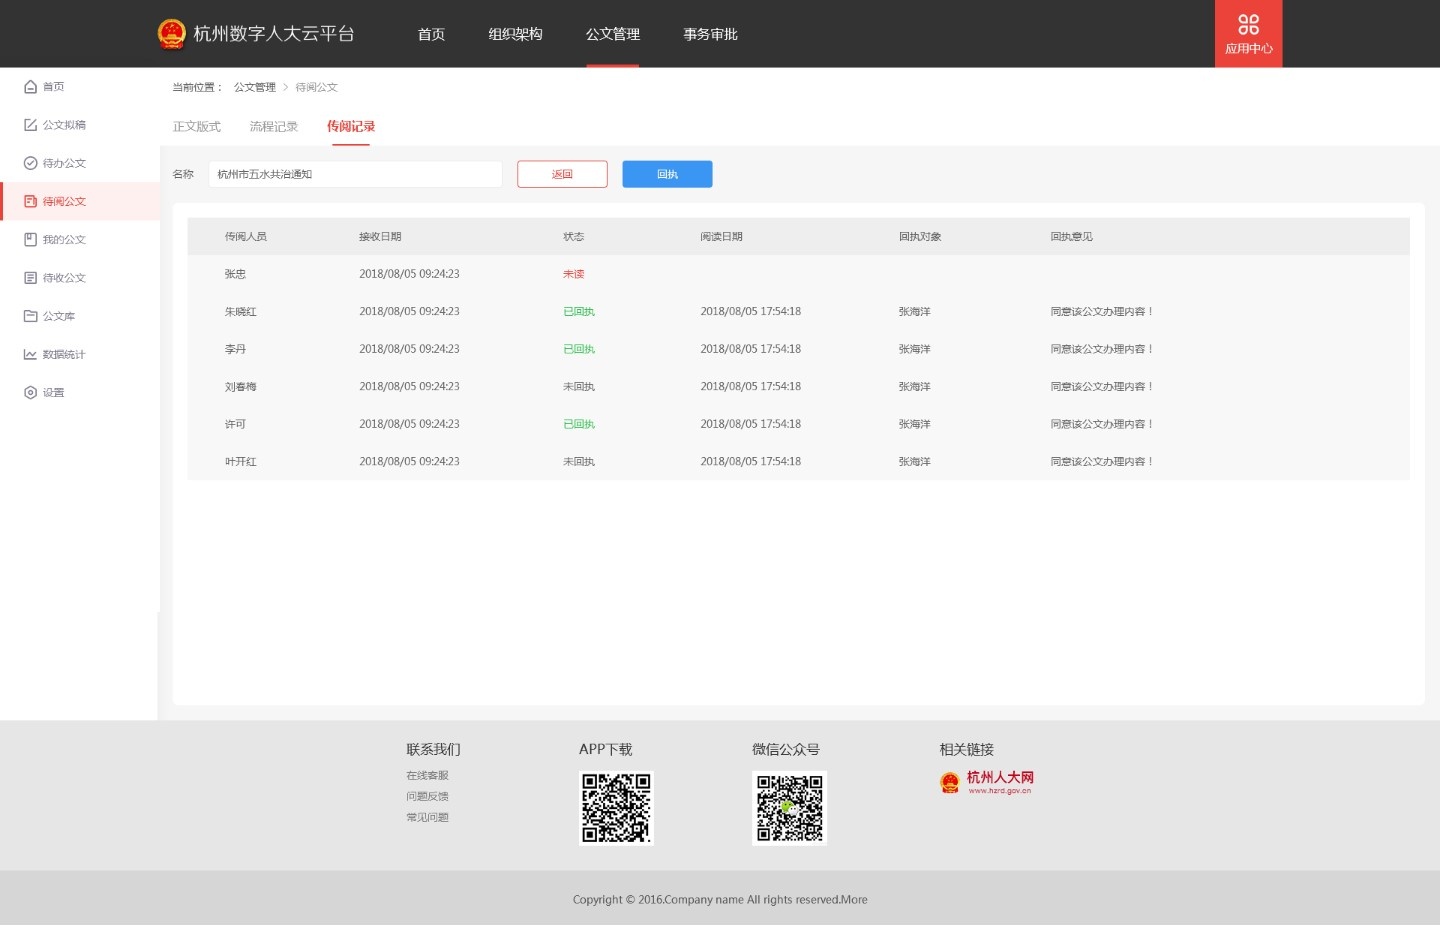 杭州数字人大云平台 首页 组织架构 公文管理 事务审批 应用中心
首页
公文拟稿
待办公文
待阅公文
我的公文
待收公文
公文库
数据统计
设置
当前位置： 公文管理 > 待阅公文
正文版式 流程记录 传阅记录
名称 杭州市五水共治通知 返回 回执
传阅人员 接收日期 状态 阅读日期 回执对象 回执意见
张忠 2018/08/05 09:24:23 未读
朱晓红 2018/08/05 09:24:23 已回执 2018/08/05 17:54:18 张海洋 同意该公文办理内容！
李丹 2018/08/05 09:24:23 已回执 2018/08/05 17:54:18 张海洋 同意该公文办理内容！
刘春梅 2018/08/05 09:24:23 未回执 2018/08/05 17:54:18 张海洋 同意该公文办理内容！
许可 2018/08/05 09:24:23 已回执 2018/08/05 17:54:18 张海洋 同意该公文办理内容！
叶开红 2018/08/05 09:24:23 未回执 2018/08/05 17:54:18 张海洋 同意该公文办理内容！
联系我们
在线客服
问题反馈
常见问题
APP下载
微信公众号
相关链接
杭州人大网
www.hzrd.gov.cn
Copyright © 2016.Company name All rights reserved.More